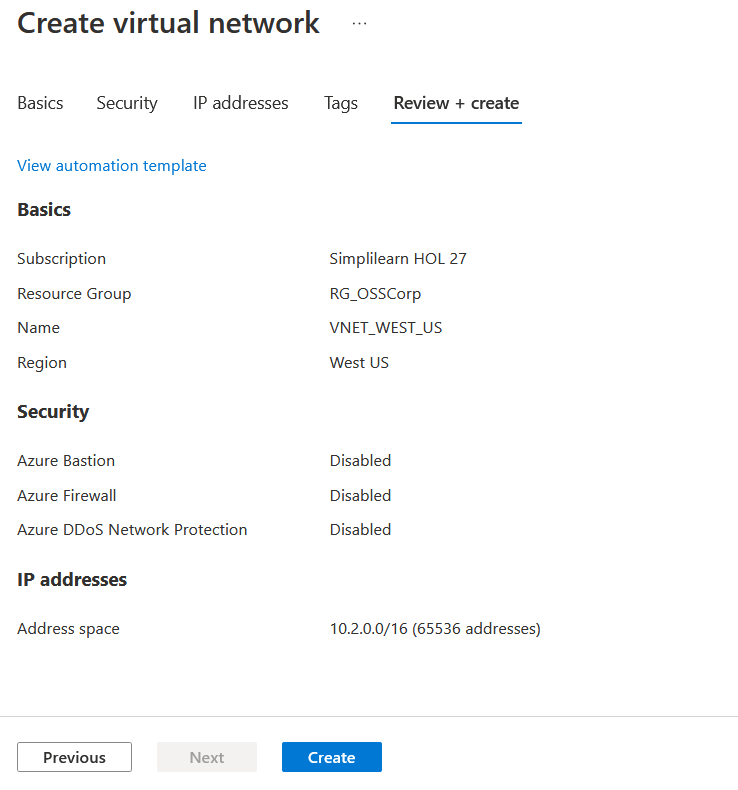 Create virtual network ...
Basics Security IP addresses Tags Review + create
View automation template
Basics
Subscription Simplilearn HOL 27
Resource Group RG_OSSCorp
Name VNET_WEST_US
Region West US
Security
Azure Bastion Disabled
Azure Firewall Disabled
Azure DDoS Network Protection Disabled
IP addresses
Address space 10.2.0.0/16 (65536 addresses)
Previous Next Create